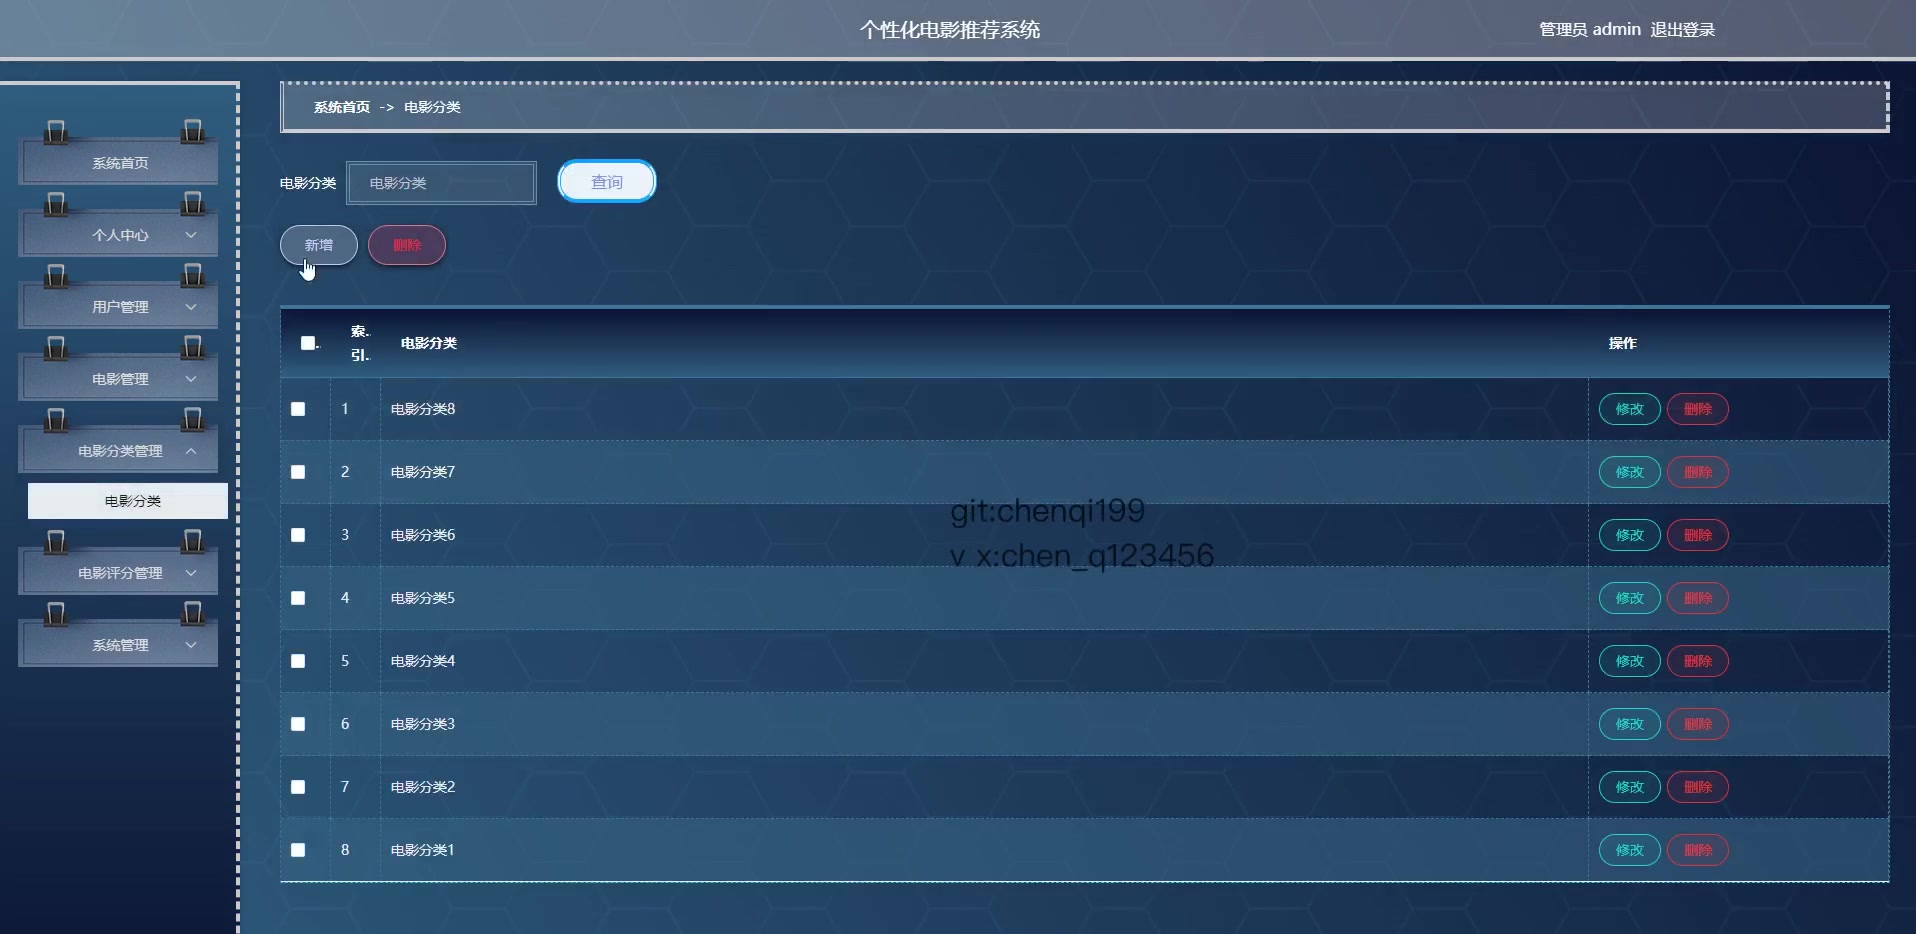 个性化电影推荐系统
管理员 admin 退出登录
系统首页 -> 电影分类
系统首页
个人中心
用户管理
电影管理
电影分类管理
电影分类
电影评分管理
系统管理
电影分类 电影分类 查询
新增 删除
索.. 电影分类 操作
引..
1 电影分类8 修改 删除
2 电影分类7 修改 删除
3 电影分类6 修改 删除
4 电影分类5 修改 删除
5 电影分类4 修改 删除
6 电影分类3 修改 删除
7 电影分类2 修改 删除
8 电影分类1 修改 删除
git:chenqi199
v x:chen_q123456